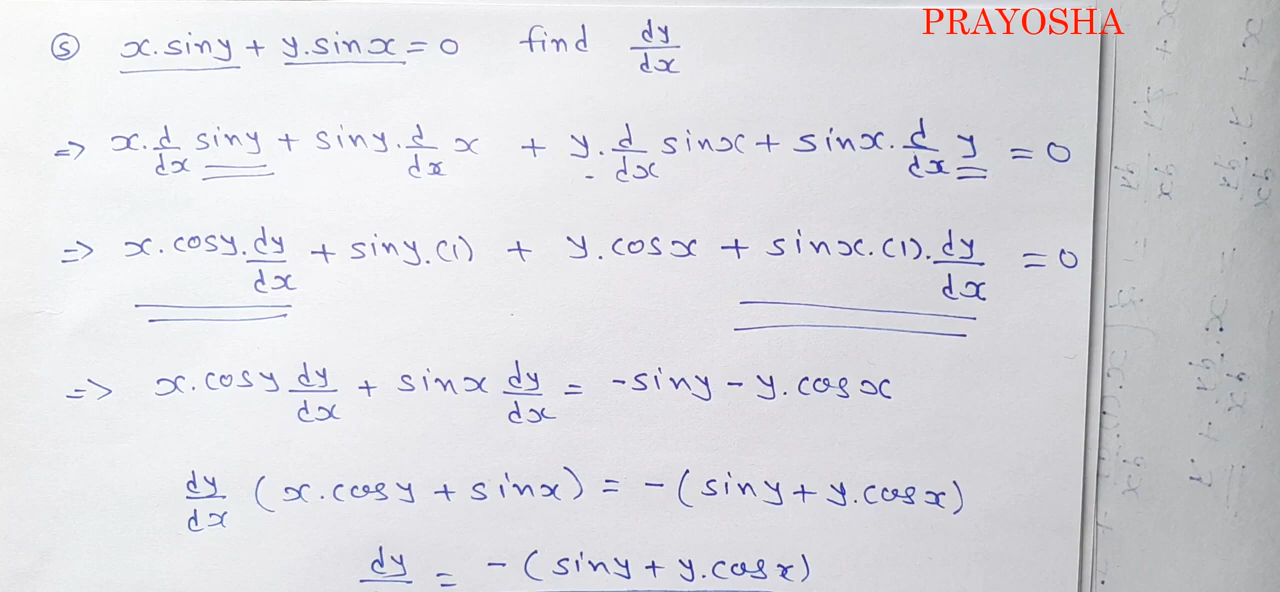 PRAYOSHA
⑤ x.siny + y.sinx = 0 find dy/dx
=> x.d/dx siny + siny.d/dx x + y.d/dx sinx + sinx.d/dx y = 0
=> x.cosy.dy/dx + siny.(1) + y.cosx + sinx.(1).dy/dx = 0
=> x.cosy dy/dx + sinx dy/dx = -siny - y.cosx
dy/dx (x.cosy + sinx) = -(siny + y.cosx)
dy = -(siny + y.cosx)